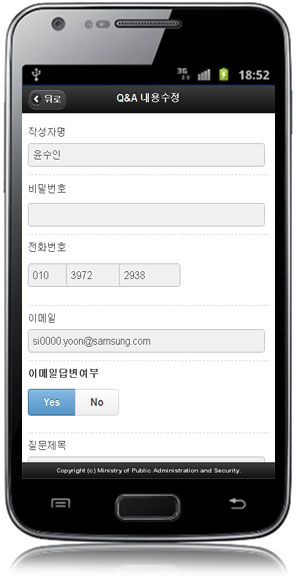 3G 18:52
뒤로 Q&A 내용수정
작성자명
윤수인
비밀번호
전화번호
010 3972 2938
이메일
si0000.yoon@samsung.com
이메일답변여부
Yes No
질문제목
Copyright (c) Ministry of Public Administration and Security.